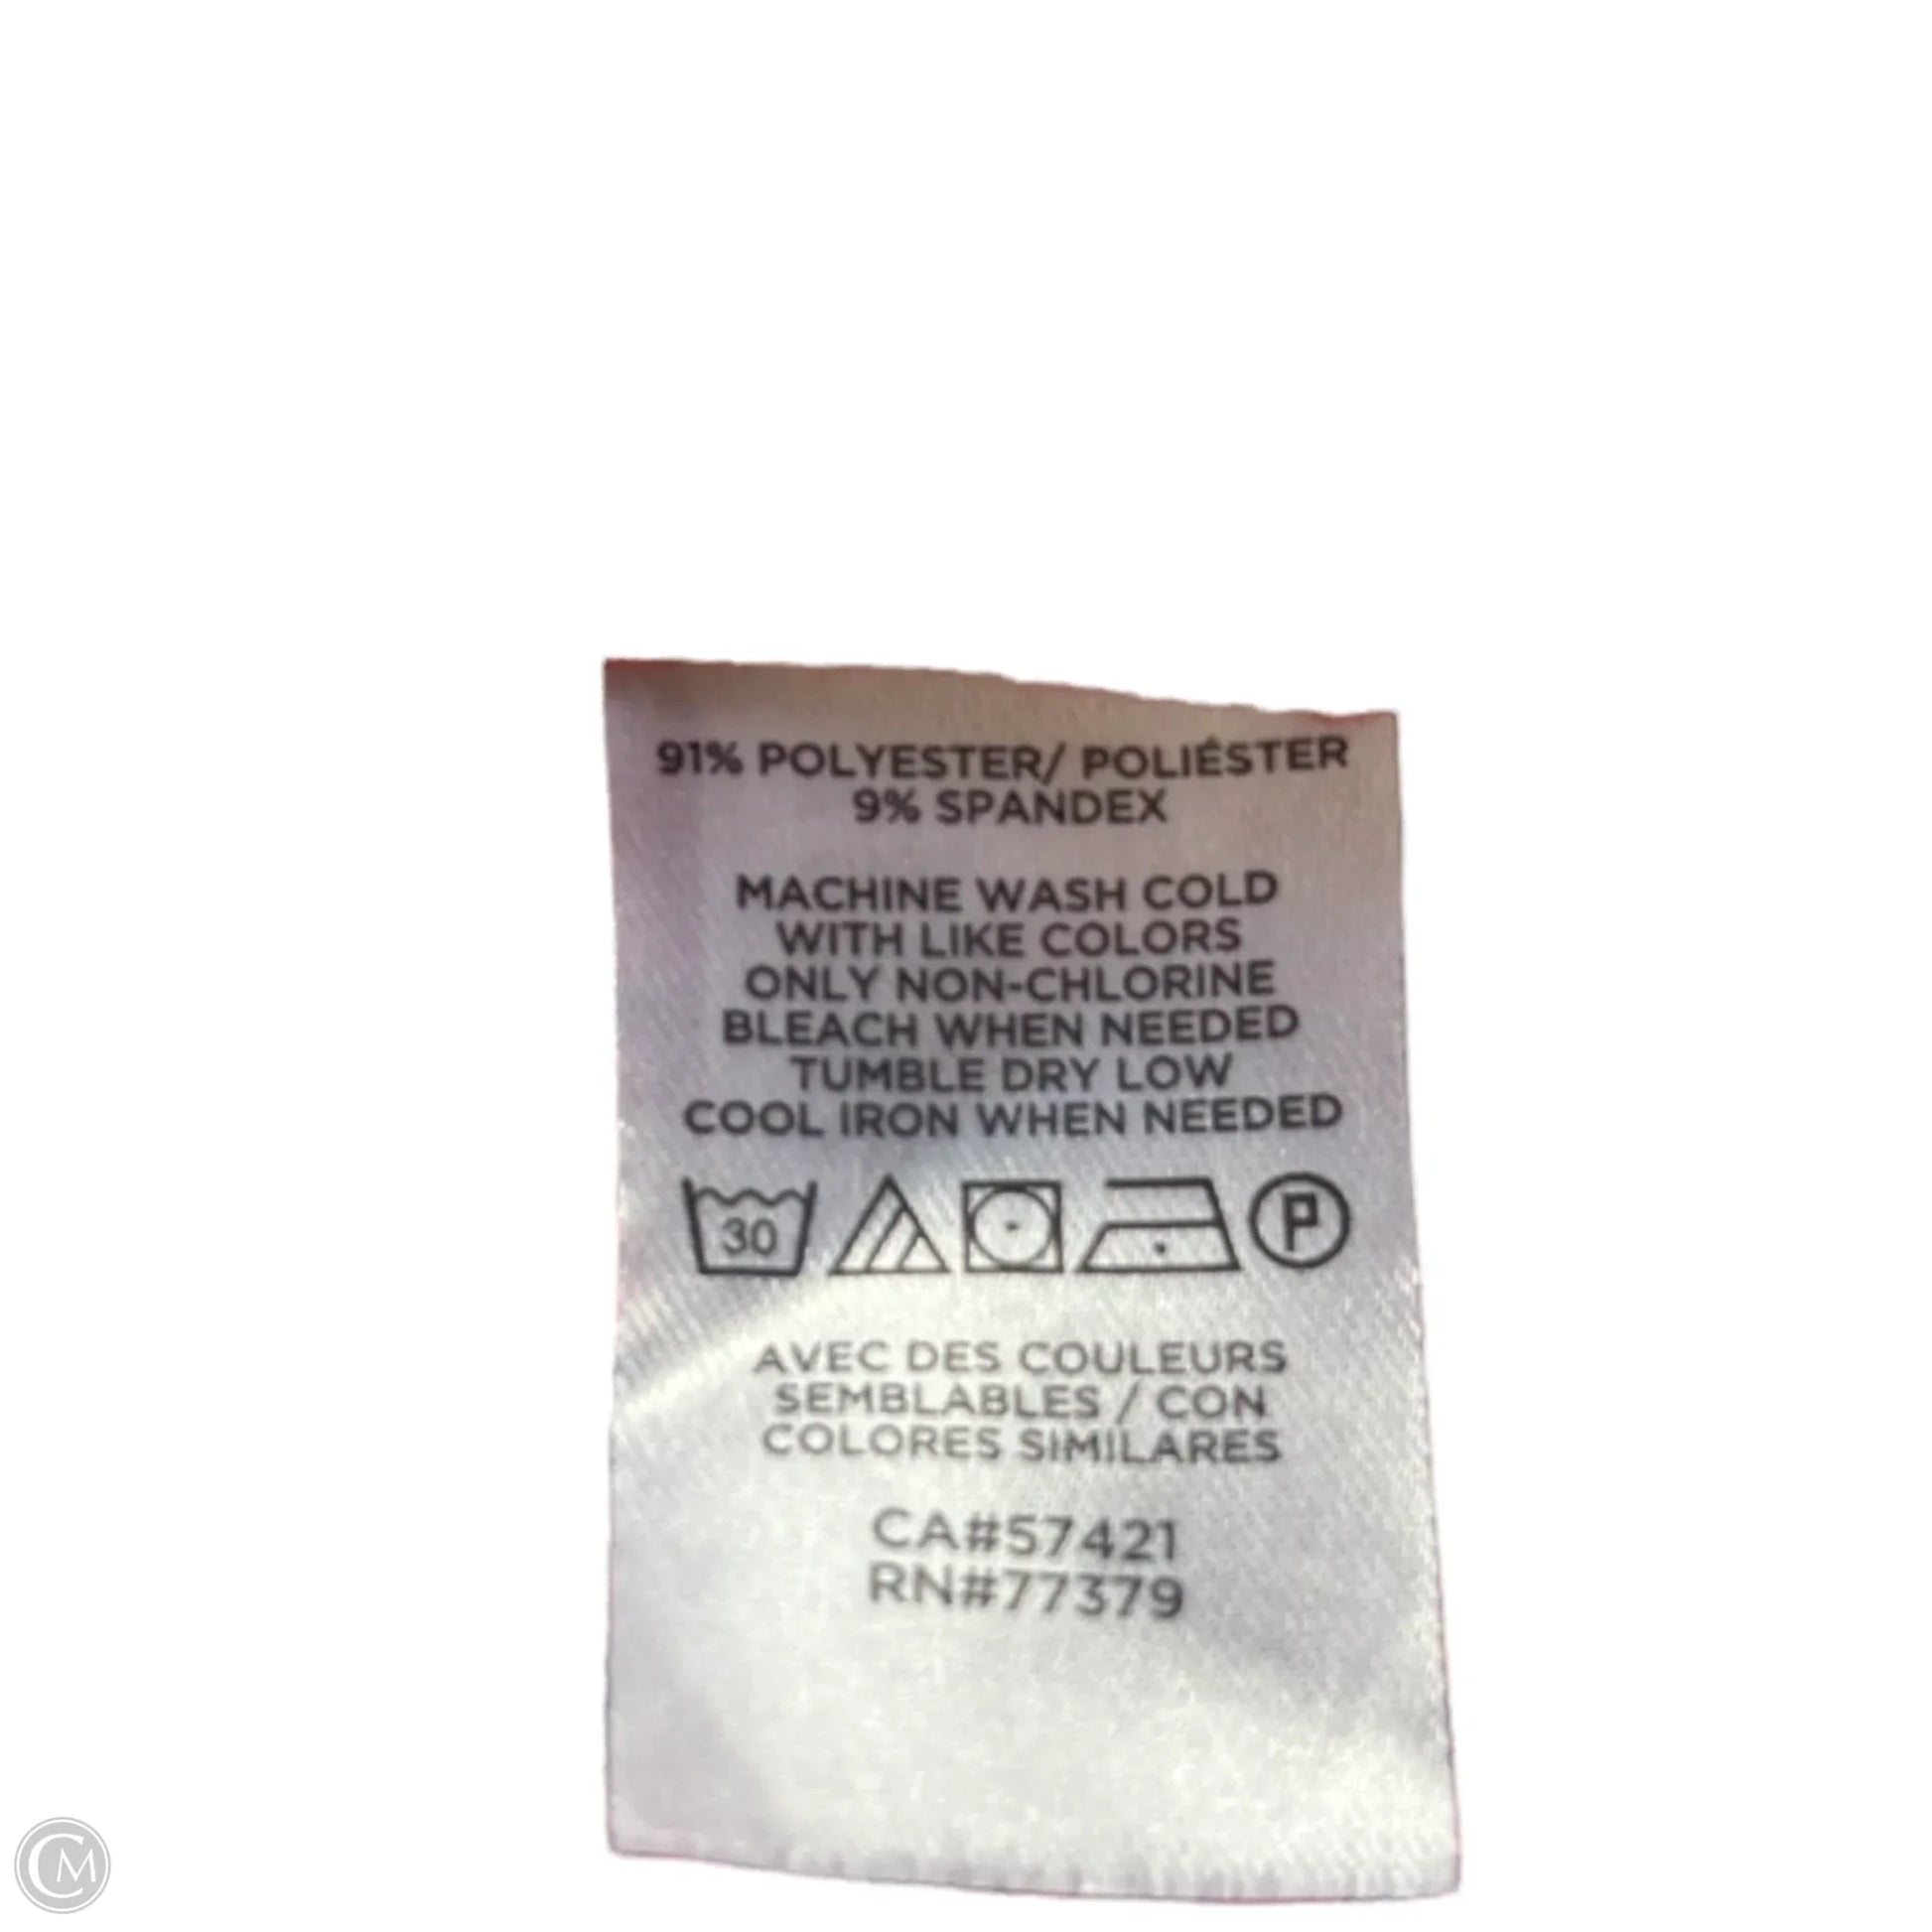 91% POLYESTER/ POLIÉSTER
9% SPANDEX
MACHINE WASH COLD
WITH LIKE COLORS
ONLY NON-CHLORINE
BLEACH WHEN NEEDED
TUMBLE DRY LOW
COOL IRON WHEN NEEDED
30 P
AVEC DES COULEURS
SEMBLABLES / CON
COLORES SIMILARES
CA#57421
RN#77379
CM